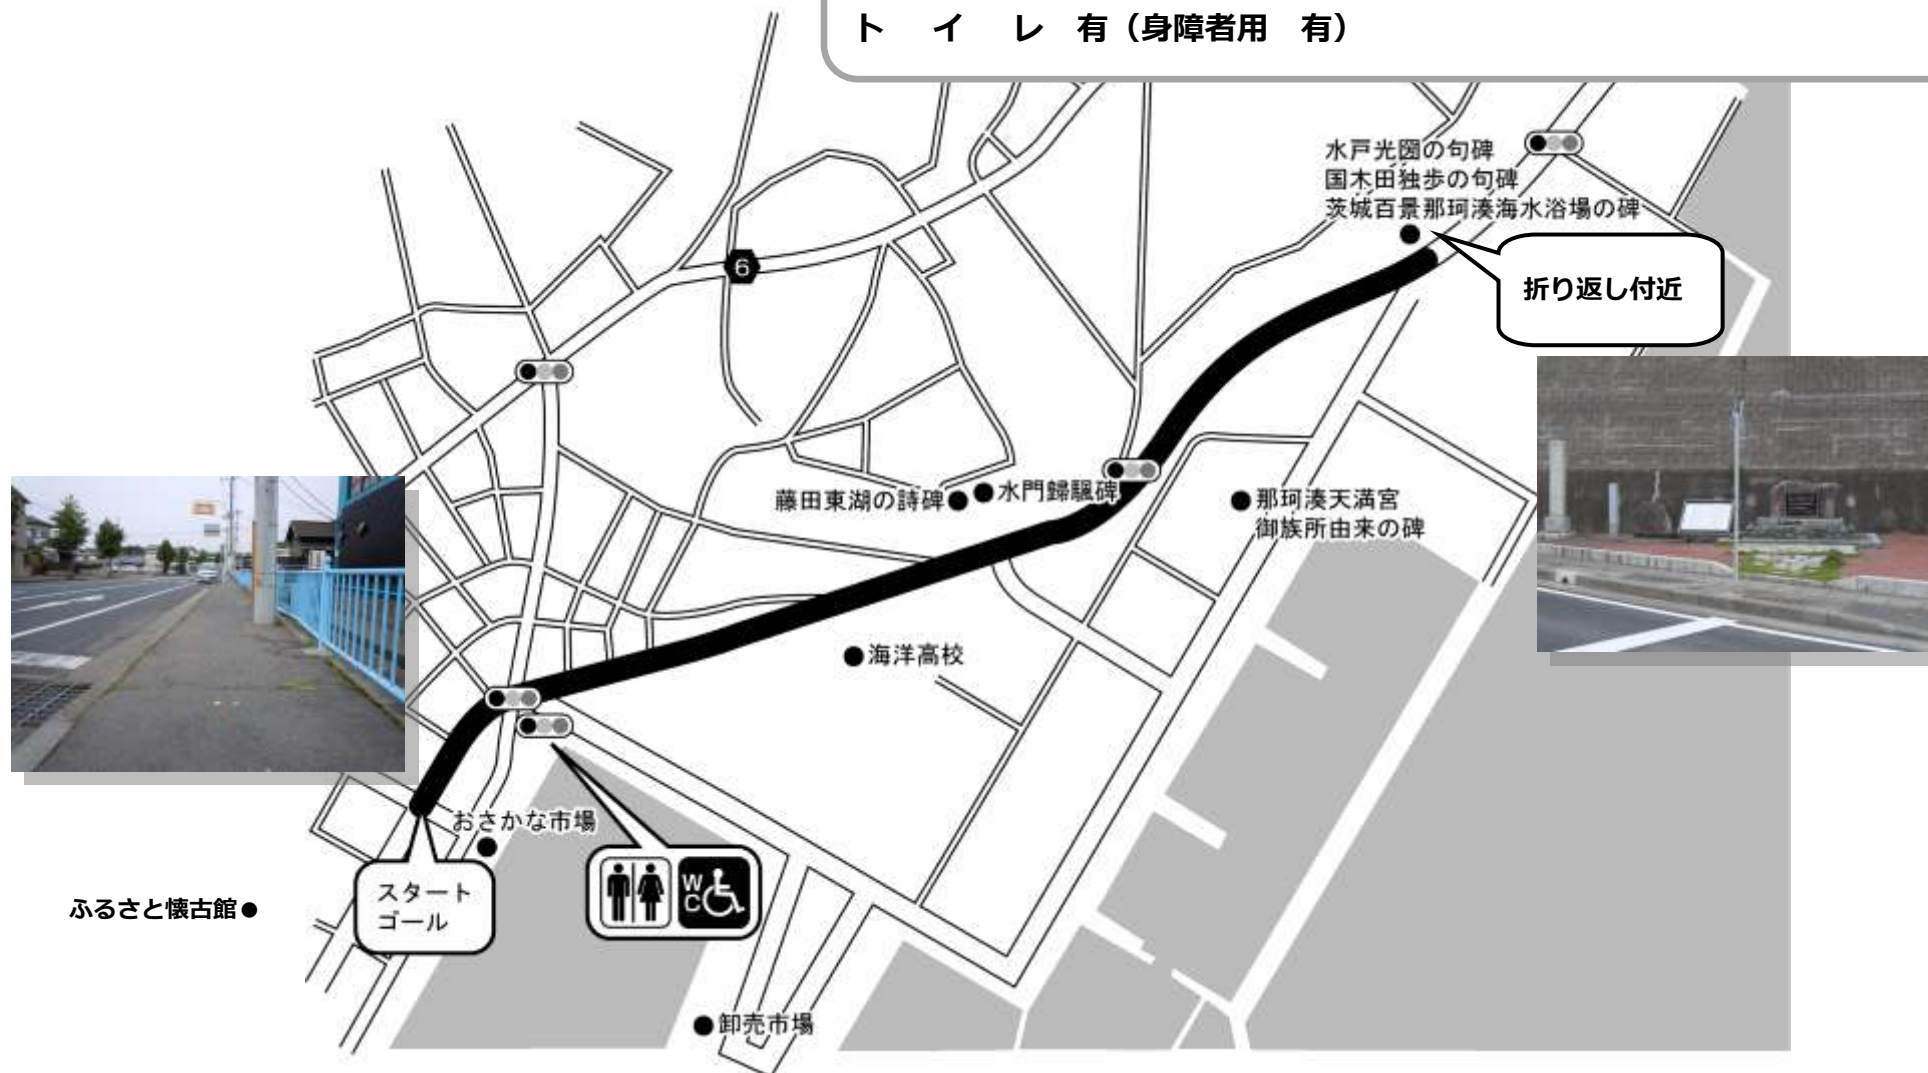 ト イ レ 有（身障者用 有）
水戸光圀の句碑
国木田独歩の句碑
茨城百景那珂湊海水浴場の碑
折り返し付近
6
藤田東湖の詩碑
水門歸颿碑
那珂湊天満宮
御旅所由来の碑
海洋高校
おさかな市場
スタート
ゴール
WC
ふるさと懐古館
卸売市場